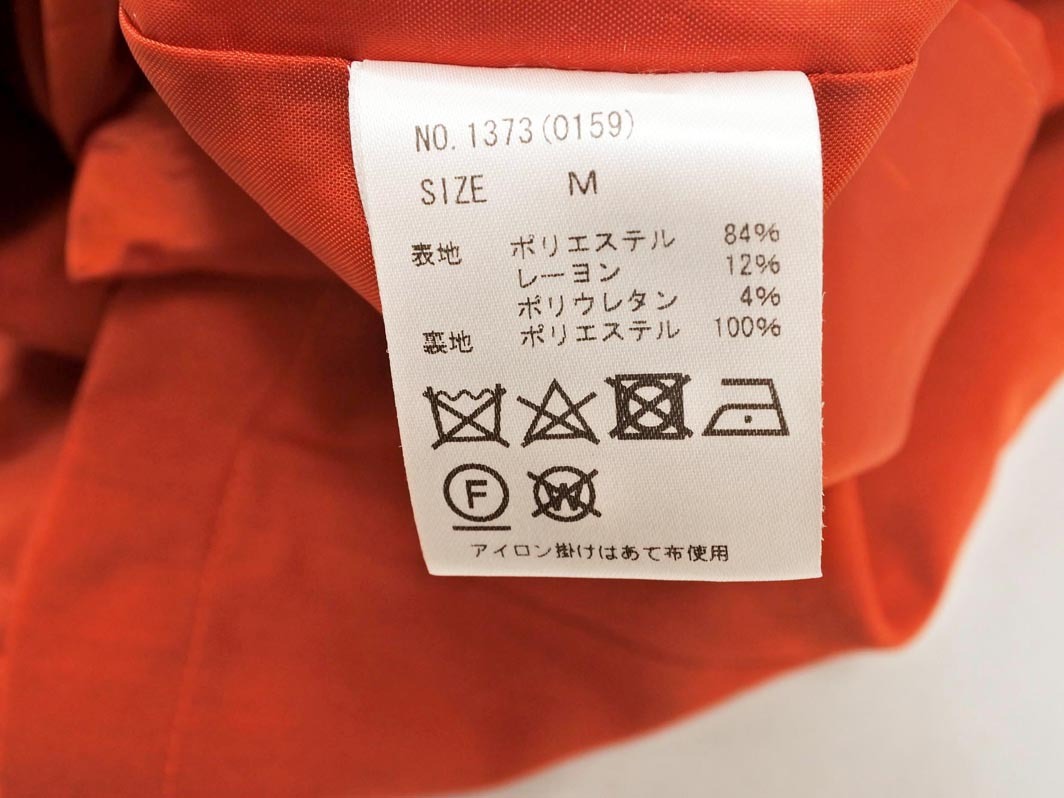 NO. 1373(0159)
SIZE M
表地 ポリエステル 84%
レーヨン 12%
ポリウレタン 4%
裏地 ポリエステル 100%
F W
アイロン掛けはあて布使用